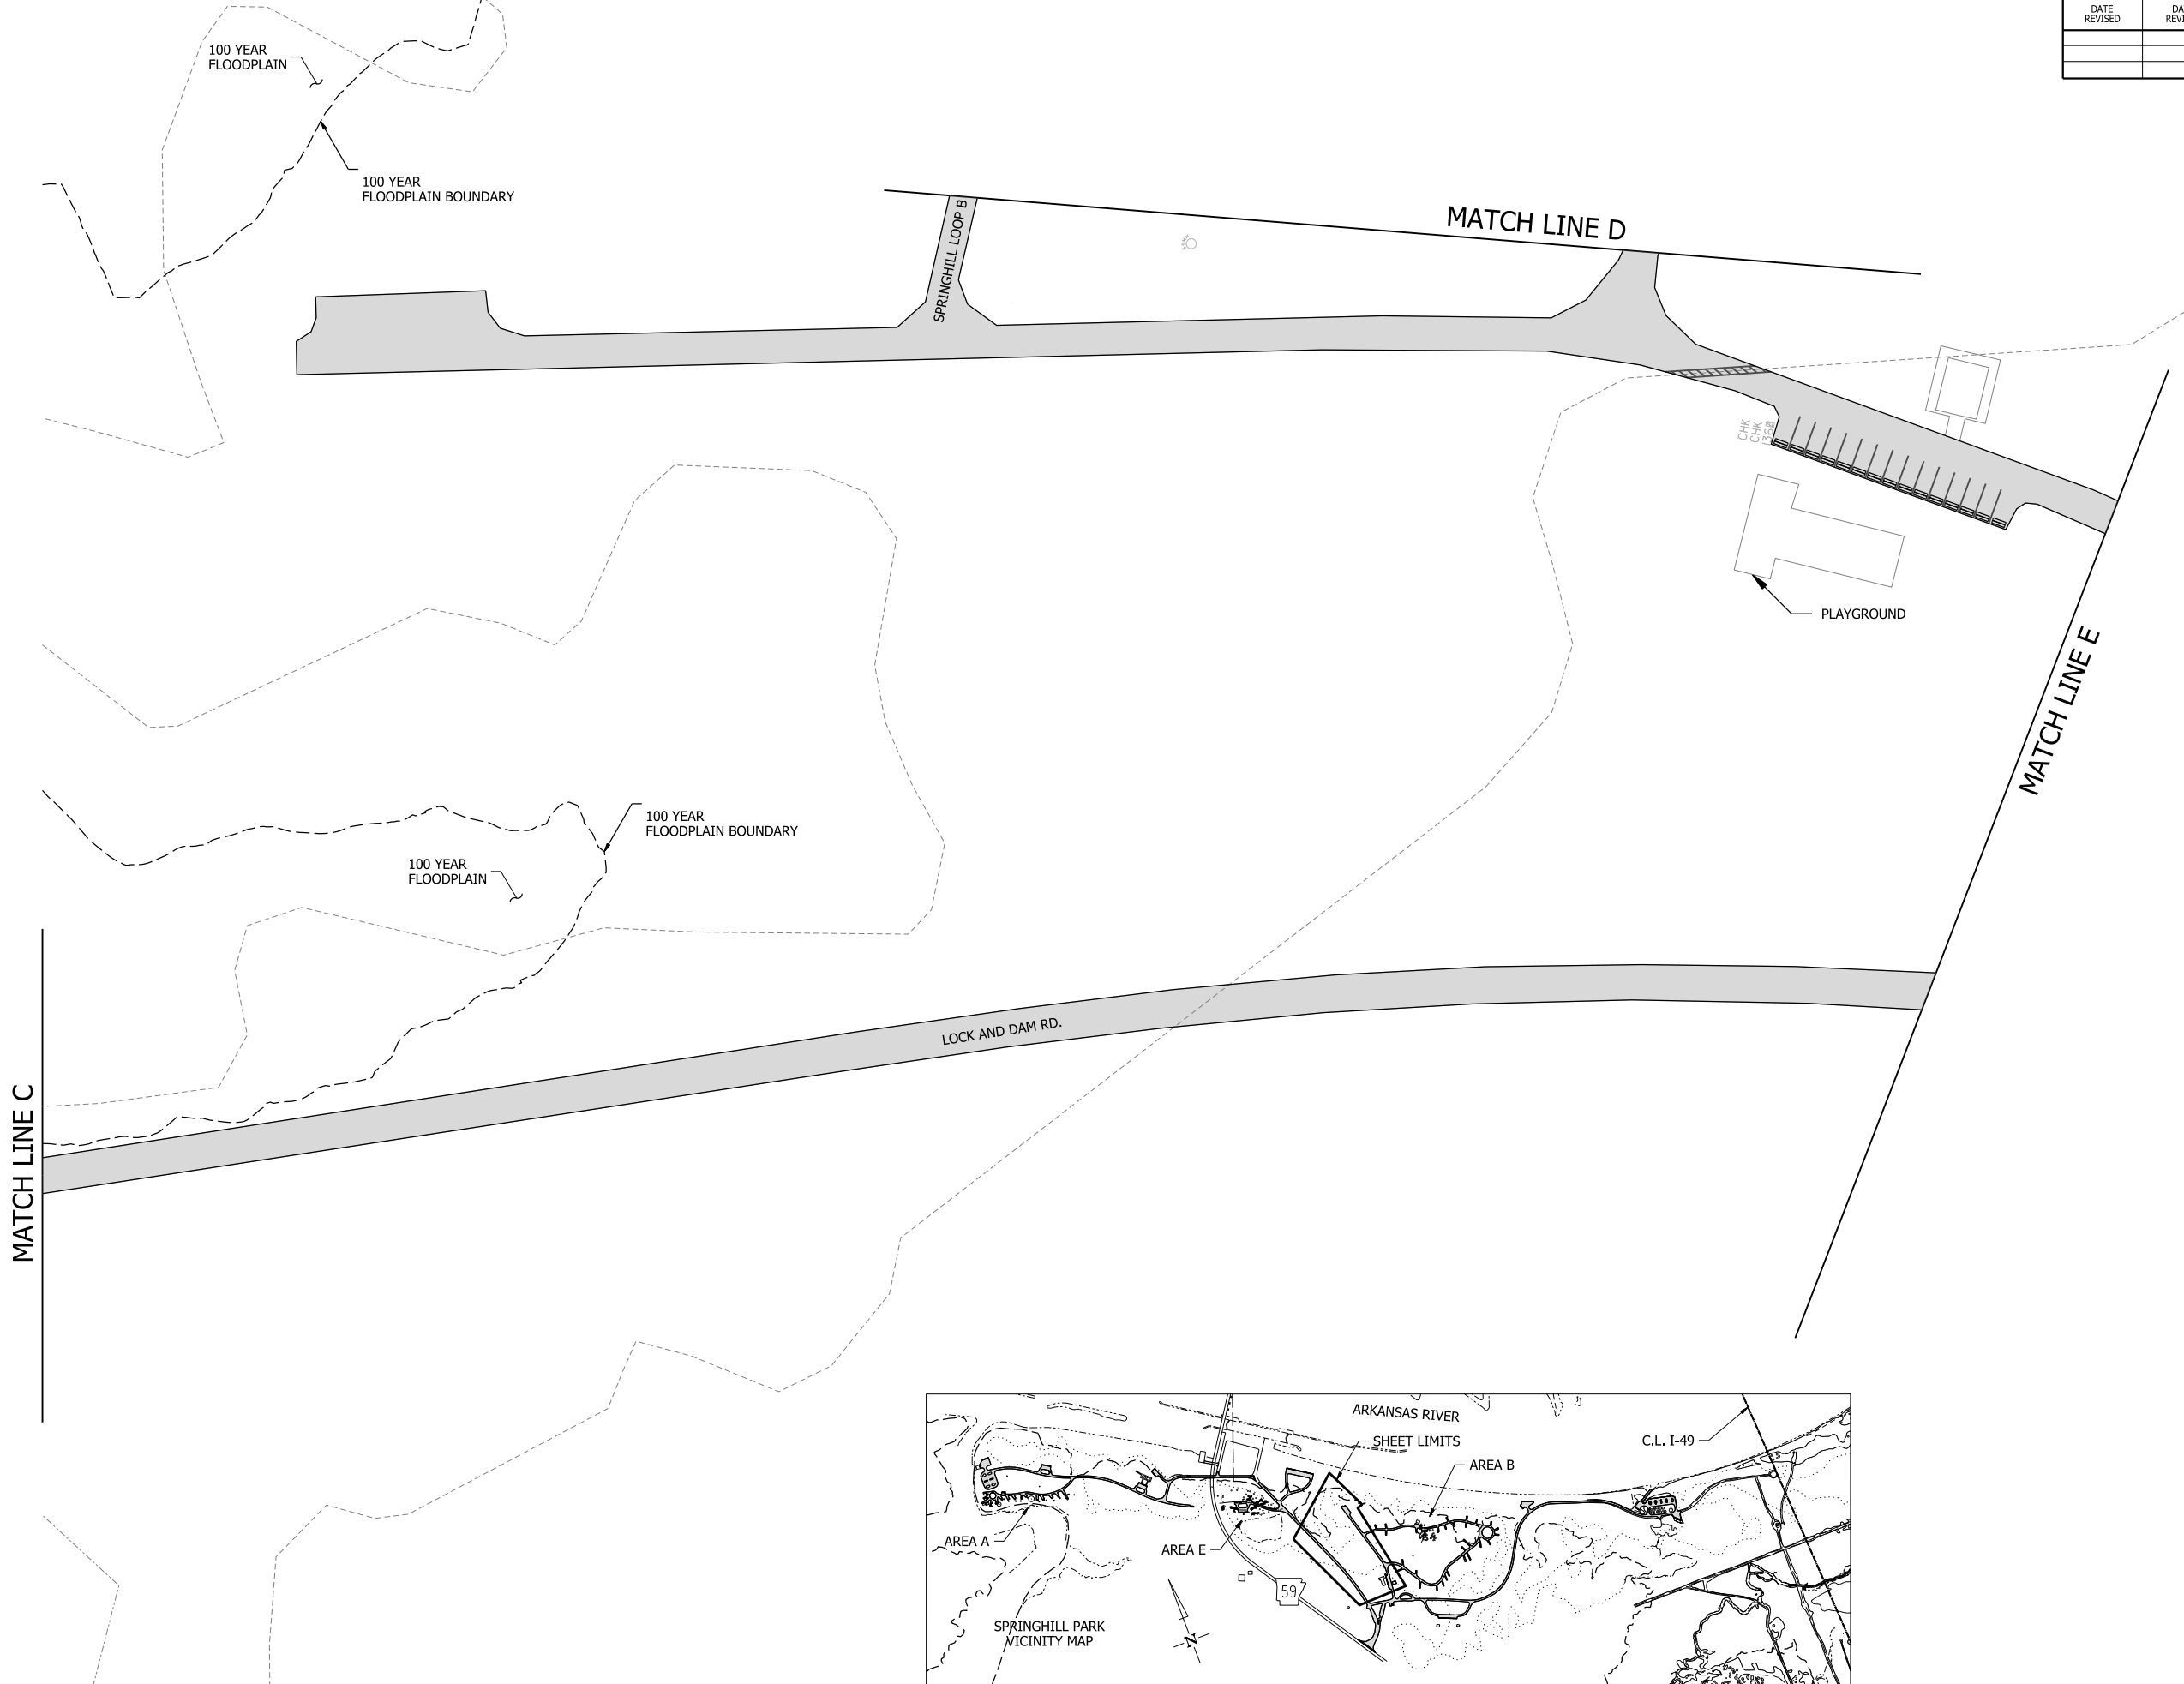 DATE
REVISED
100 YEAR
FLOODPLAIN
100 YEAR
FLOODPLAIN BOUNDARY
MATCH LINE D
SPRINGHILL LOOP B
CHK
CHK
PLAYGROUND
MATCH LINE E
100 YEAR
FLOODPLAIN BOUNDARY
100 YEAR
FLOODPLAIN
LOCK AND DAM RD.
MATCH LINE C
ARKANSAS RIVER
SHEET LIMITS
C.L. I-49
AREA B
AREA A
AREA E
59
SPRINGHILL PARK
VICINITY MAP
N